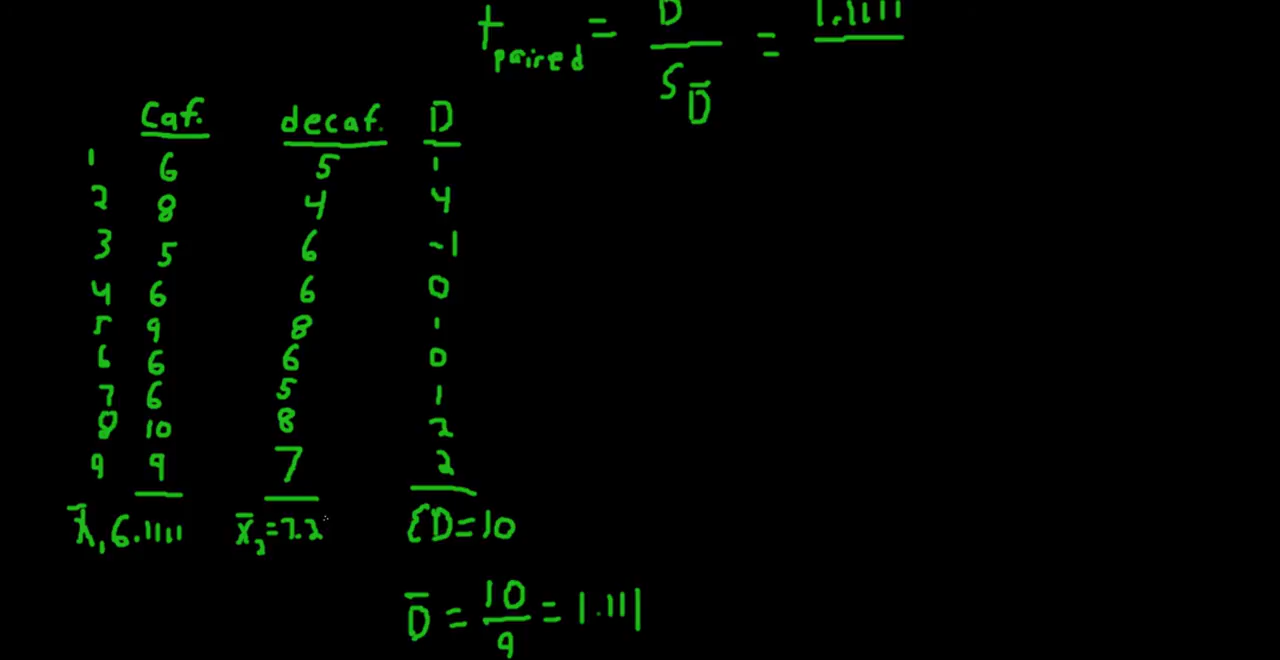 t paired = D̄ / S D̄ = 1.1111
Caf. decaf. D
1 6 5 1
2 8 4 4
3 5 6 -1
4 6 6 0
5 9 8 1
6 6 6 0
7 6 5 1
8 10 8 2
9 9 7 2
X̄₁ 6.1111 X̄₂ = 7.2 ΣD = 10
D̄ = 10 / 9 = 1.111